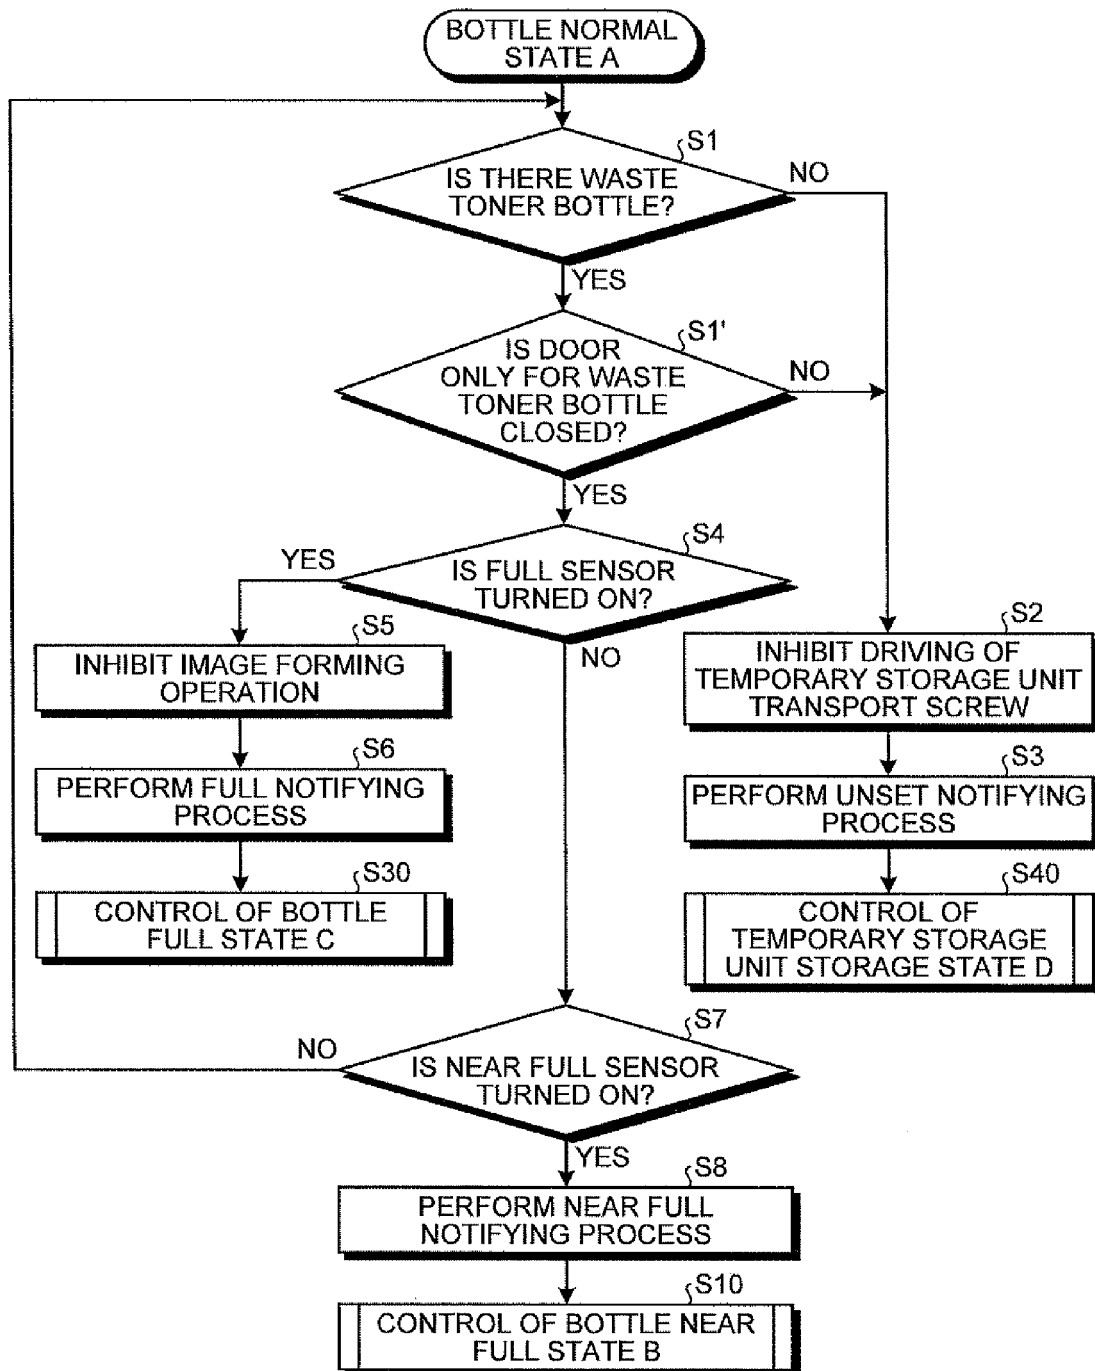 BOTTLE NORMAL
STATE A
S1
IS THERE WASTE
TONER BOTTLE?
NO
YES
S1'
IS DOOR
ONLY FOR WASTE
TONER BOTTLE
CLOSED?
NO
YES
S4
IS FULL SENSOR
TURNED ON?
YES
NO
S5
INHIBIT IMAGE FORMING
OPERATION
S6
PERFORM FULL NOTIFYING
PROCESS
S30
CONTROL OF BOTTLE
FULL STATE C
S2
INHIBIT DRIVING OF
TEMPORARY STORAGE UNIT
TRANSPORT SCREW
S3
PERFORM UNSET NOTIFYING
PROCESS
S40
CONTROL OF
TEMPORARY STORAGE
UNIT STORAGE STATE D
S7
IS NEAR FULL SENSOR
TURNED ON?
NO
YES
S8
PERFORM NEAR FULL
NOTIFYING PROCESS
S10
CONTROL OF BOTTLE NEAR
FULL STATE B